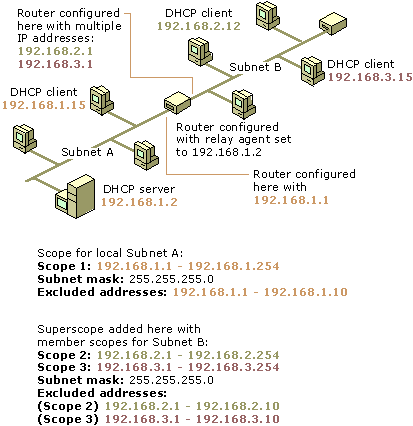 Router configured
here with multiple
IP addresses:
192.168.2.1
192.168.3.1
DHCP client
192.168.2.12
Subnet B
DHCP client
192.168.3.15
DHCP client
192.168.1.15
Router configured
with relay agent set
to 192.168.1.2
Subnet A
Router configured
here with
192.168.1.1
DHCP server
192.168.1.2
Scope for local Subnet A:
Scope 1: 192.168.1.1 - 192.168.1.254
Subnet mask: 255.255.255.0
Excluded addresses: 192.168.1.1 - 192.168.1.10
Superscope added here with
member scopes for Subnet B:
Scope 2: 192.168.2.1 - 192.168.2.254
Scope 3: 192.168.3.1 - 192.168.3.254
Subnet mask: 255.255.255.0
Excluded addresses:
(Scope 2) 192.168.2.1 - 192.168.2.10
(Scope 3) 192.168.3.1 - 192.168.3.10